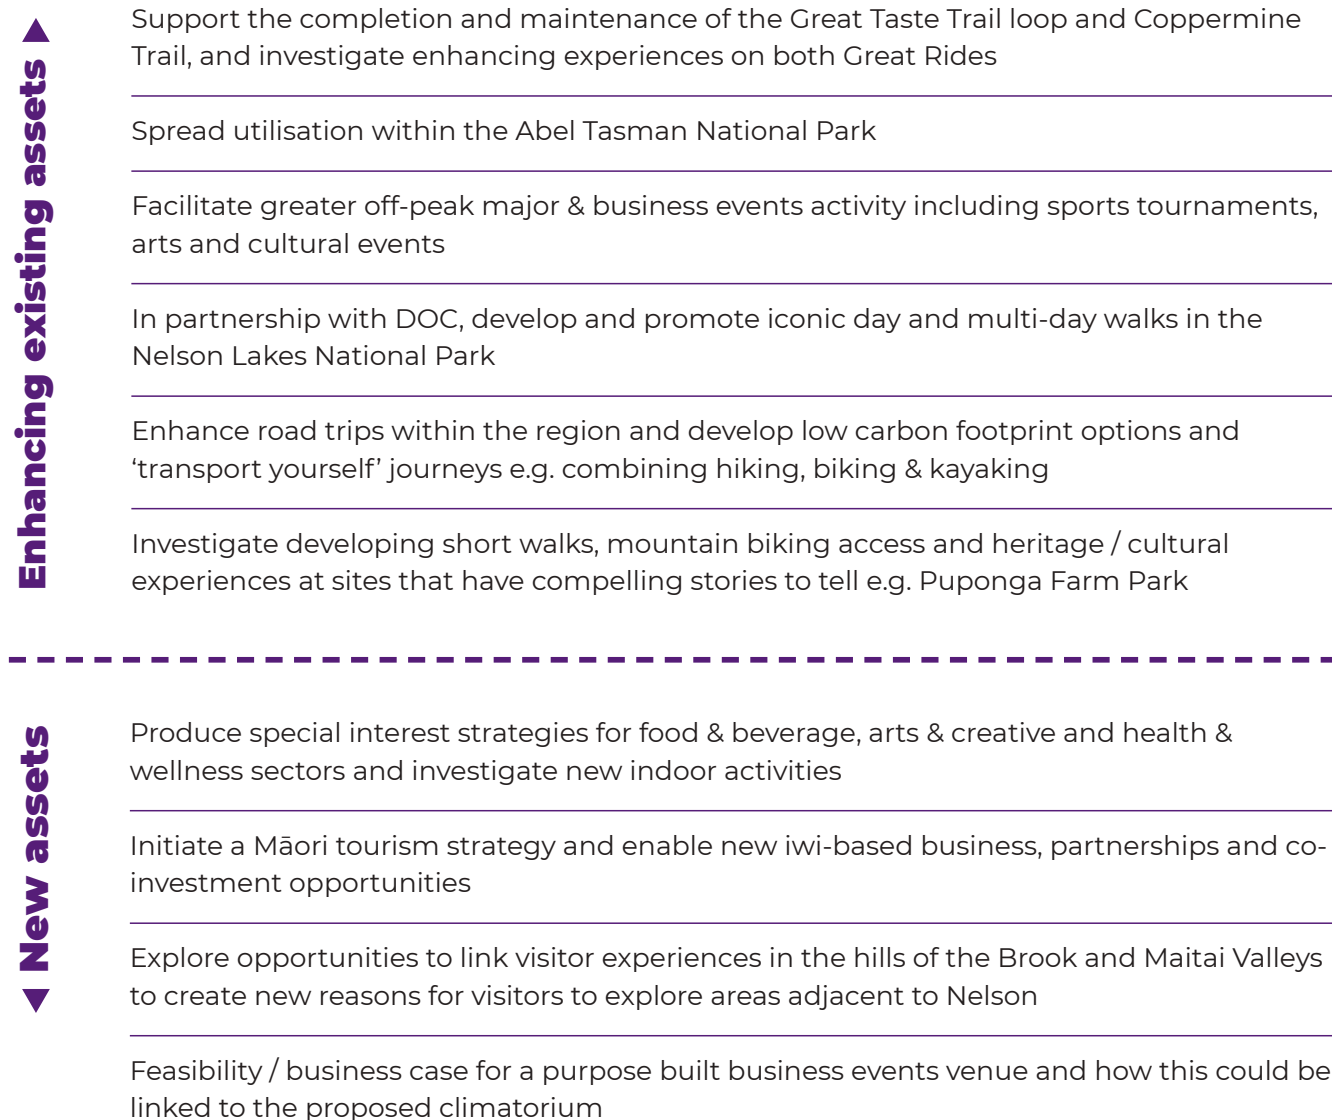 Enhancing existing assets
Support the completion and maintenance of the Great Taste Trail loop and Coppermine
Trail, and investigate enhancing experiences on both Great Rides
Spread utilisation within the Abel Tasman National Park
Facilitate greater off-peak major & business events activity including sports tournaments,
arts and cultural events
In partnership with DOC, develop and promote iconic day and multi-day walks in the
Nelson Lakes National Park
Enhance road trips within the region and develop low carbon footprint options and
‘transport yourself’ journeys e.g. combining hiking, biking & kayaking
Investigate developing short walks, mountain biking access and heritage / cultural
experiences at sites that have compelling stories to tell e.g. Puponga Farm Park
New assets
Produce special interest strategies for food & beverage, arts & creative and health &
wellness sectors and investigate new indoor activities
Initiate a Māori tourism strategy and enable new iwi-based business, partnerships and co-
investment opportunities
Explore opportunities to link visitor experiences in the hills of the Brook and Maitai Valleys
to create new reasons for visitors to explore areas adjacent to Nelson
Feasibility / business case for a purpose built business events venue and how this could be
linked to the proposed climatorium